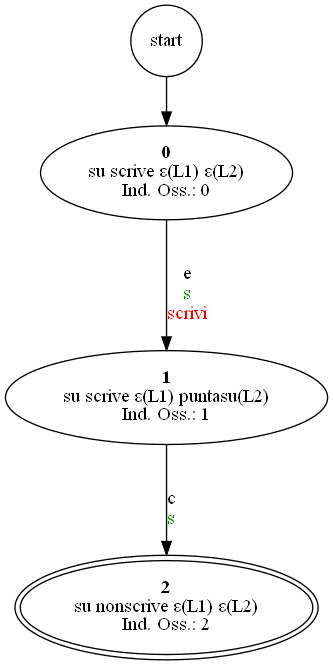 start
0
su scrive ε(L1) ε(L2)
Ind. Oss.: 0
e
s
scrivi
1
su scrive ε(L1) puntasu(L2)
Ind. Oss.: 1
c
s
2
su nonscrive ε(L1) ε(L2)
Ind. Oss.: 2